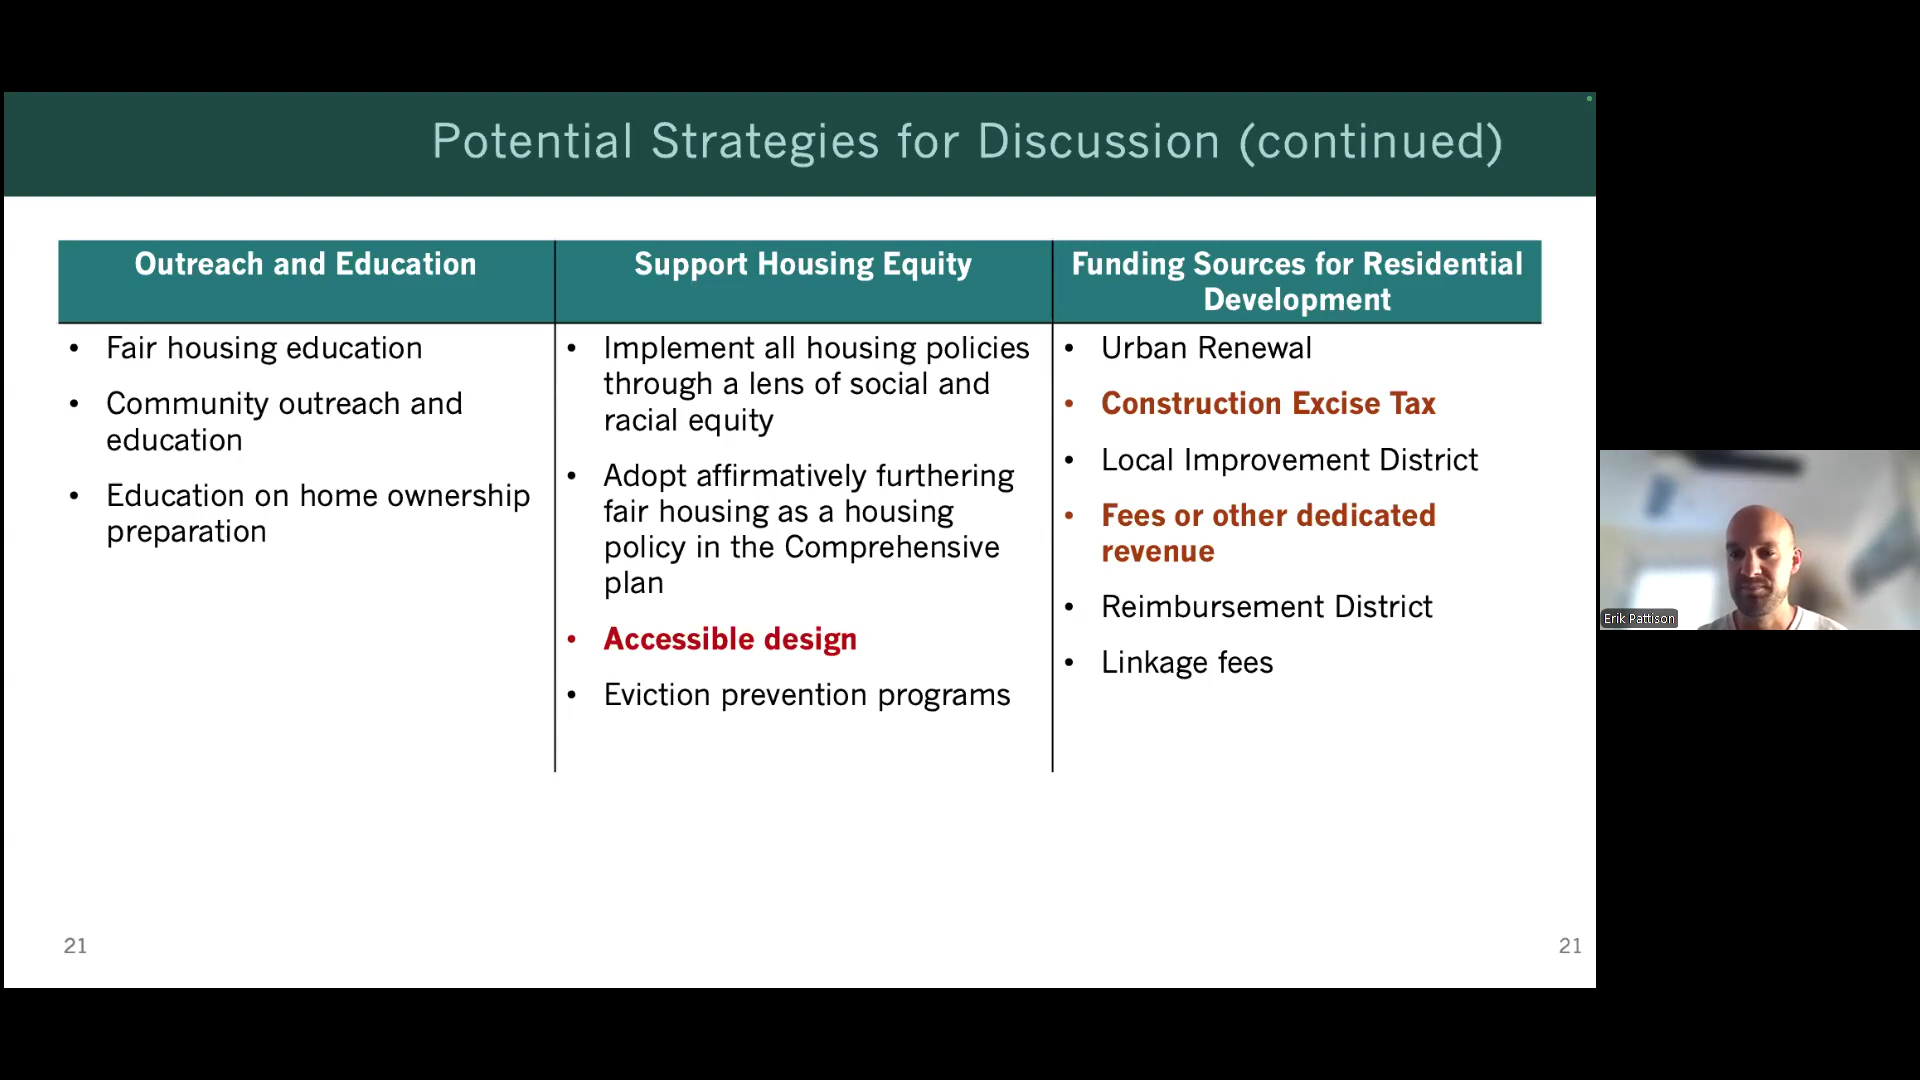 Potential Strategies for Discussion (continued)
Outreach and Education
• Fair housing education
• Community outreach and
education
• Education on home ownership
preparation
Support Housing Equity
• Implement all housing policies
through a lens of social and
racial equity
• Adopt affirmatively furthering
fair housing as a housing
policy in the Comprehensive
plan
• Accessible design
• Eviction prevention programs
Funding Sources for Residential
Development
• Urban Renewal
• Construction Excise Tax
• Local Improvement District
• Fees or other dedicated
revenue
• Reimbursement District
• Linkage fees
21
21
Erik Pattison